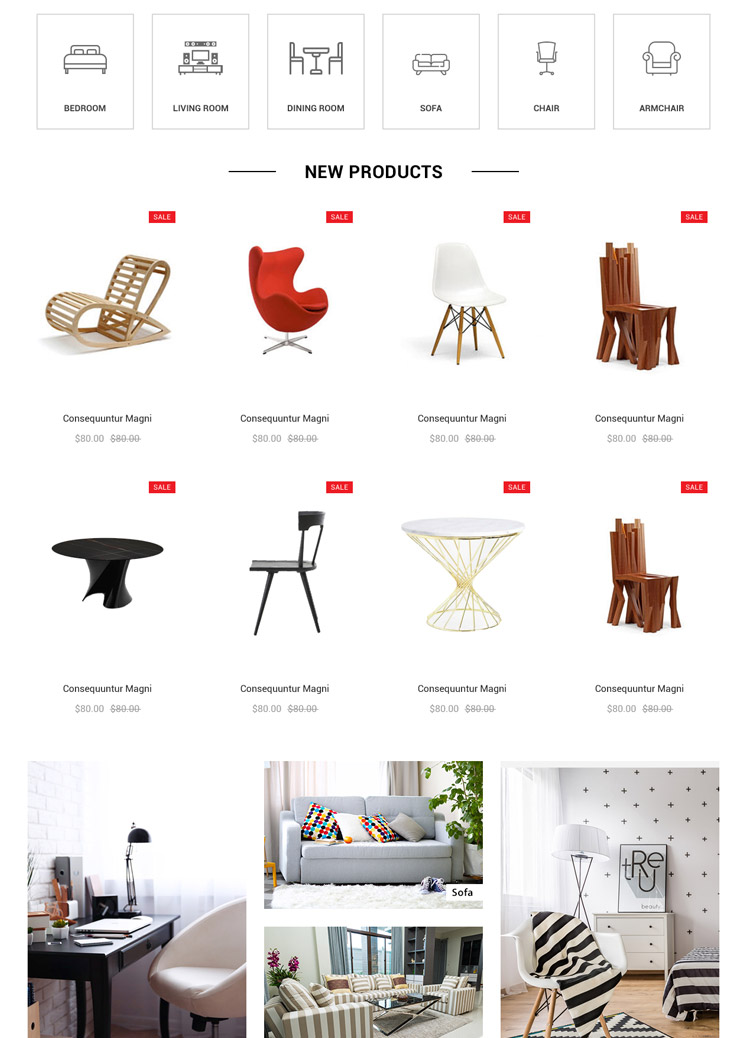 BEDROOM
LIVING ROOM
DINING ROOM
SOFA
CHAIR
ARMCHAIR
NEW PRODUCTS
SALE
SALE
SALE
SALE
Consequuntur Magni
Consequuntur Magni
Consequuntur Magni
Consequuntur Magni
$80.00 $80.00
$80.00 $80.00
$80.00 $80.00
$80.00 $80.00
SALE
SALE
SALE
SALE
Consequuntur Magni
Consequuntur Magni
Consequuntur Magni
Consequuntur Magni
$80.00 $80.00
$80.00 $80.00
$80.00 $80.00
$80.00 $80.00
Sofa
tReU
beauty